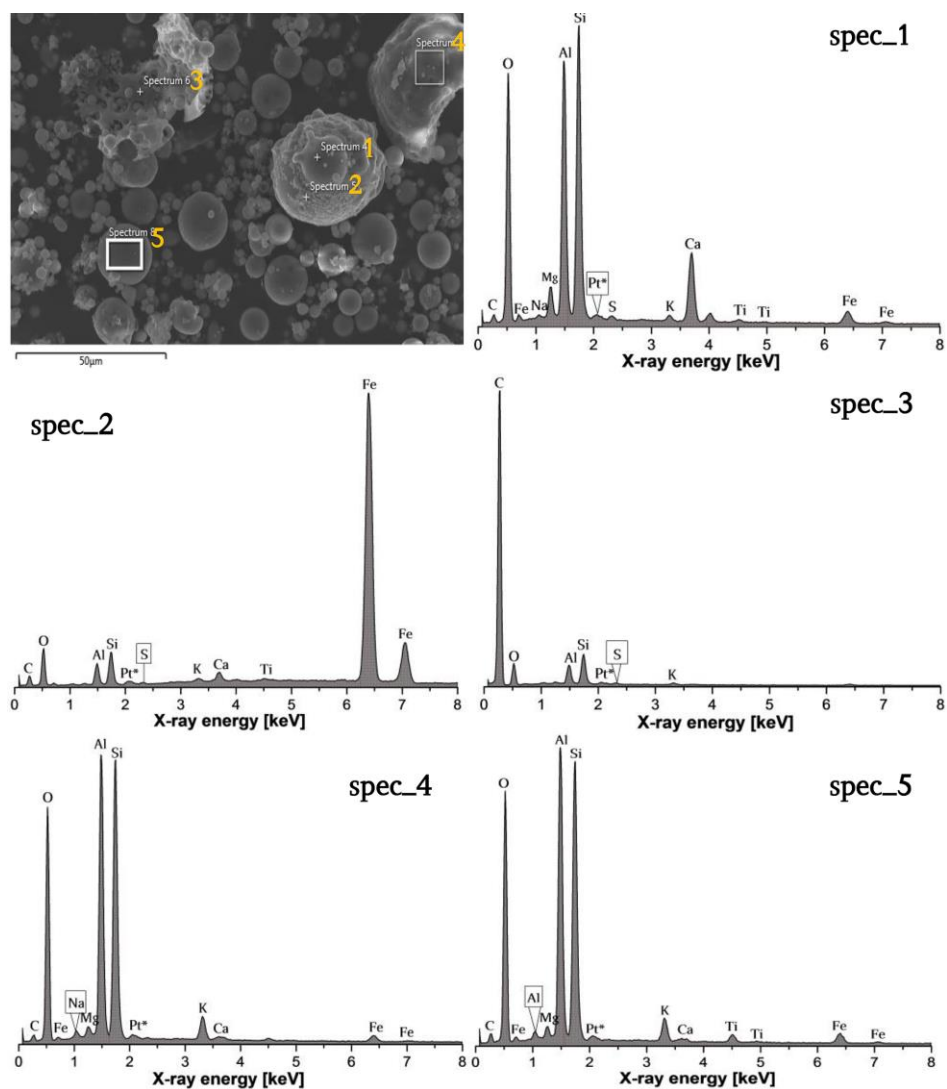 Spectrum 4
Spectrum 6 3
Spectrum 4 1
Spectrum 5 2
Spectrum 8 5
50µm
spec_1
Si
Al
O
Ca
Mg
Pt*
C Fe Na S K Ti Ti Fe Fe
0 1 2 3 4 5 6 7 8
X-ray energy [keV]
spec_2
Fe
Fe
O
Al Si
C Pt* S K Ca Ti
0 1 2 3 4 5 6 7 8
X-ray energy [keV]
spec_3
C
O Al Si Pt* S K
0 1 2 3 4 5 6 7 8
X-ray energy [keV]
spec_4
Al Si
O
K
C Fe Na Mg Pt* Ca Fe Fe
0 1 2 3 4 5 6 7 8
X-ray energy [keV]
spec_5
Al
Si
O
K
C Fe Al Mg Pt* Ca Ti Ti Fe Fe
0 1 2 3 4 5 6 7 8
X-ray energy [keV]